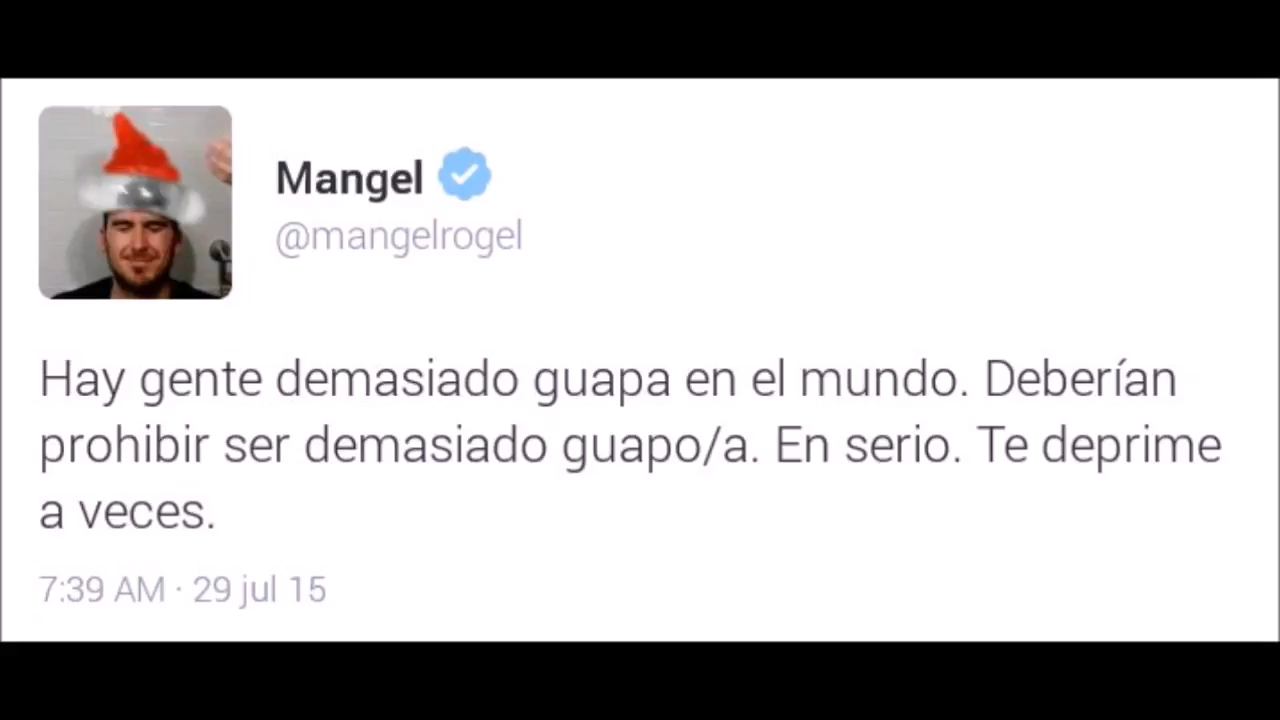 Mangel
@mangelrogel
Hay gente demasiado guapa en el mundo. Deberían
prohibir ser demasiado guapo/a. En serio. Te deprime
a veces.
7:39 AM · 29 jul 15